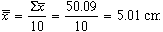 x̿ = Σx̅/10 = 50.09/10 = 5.01 cm